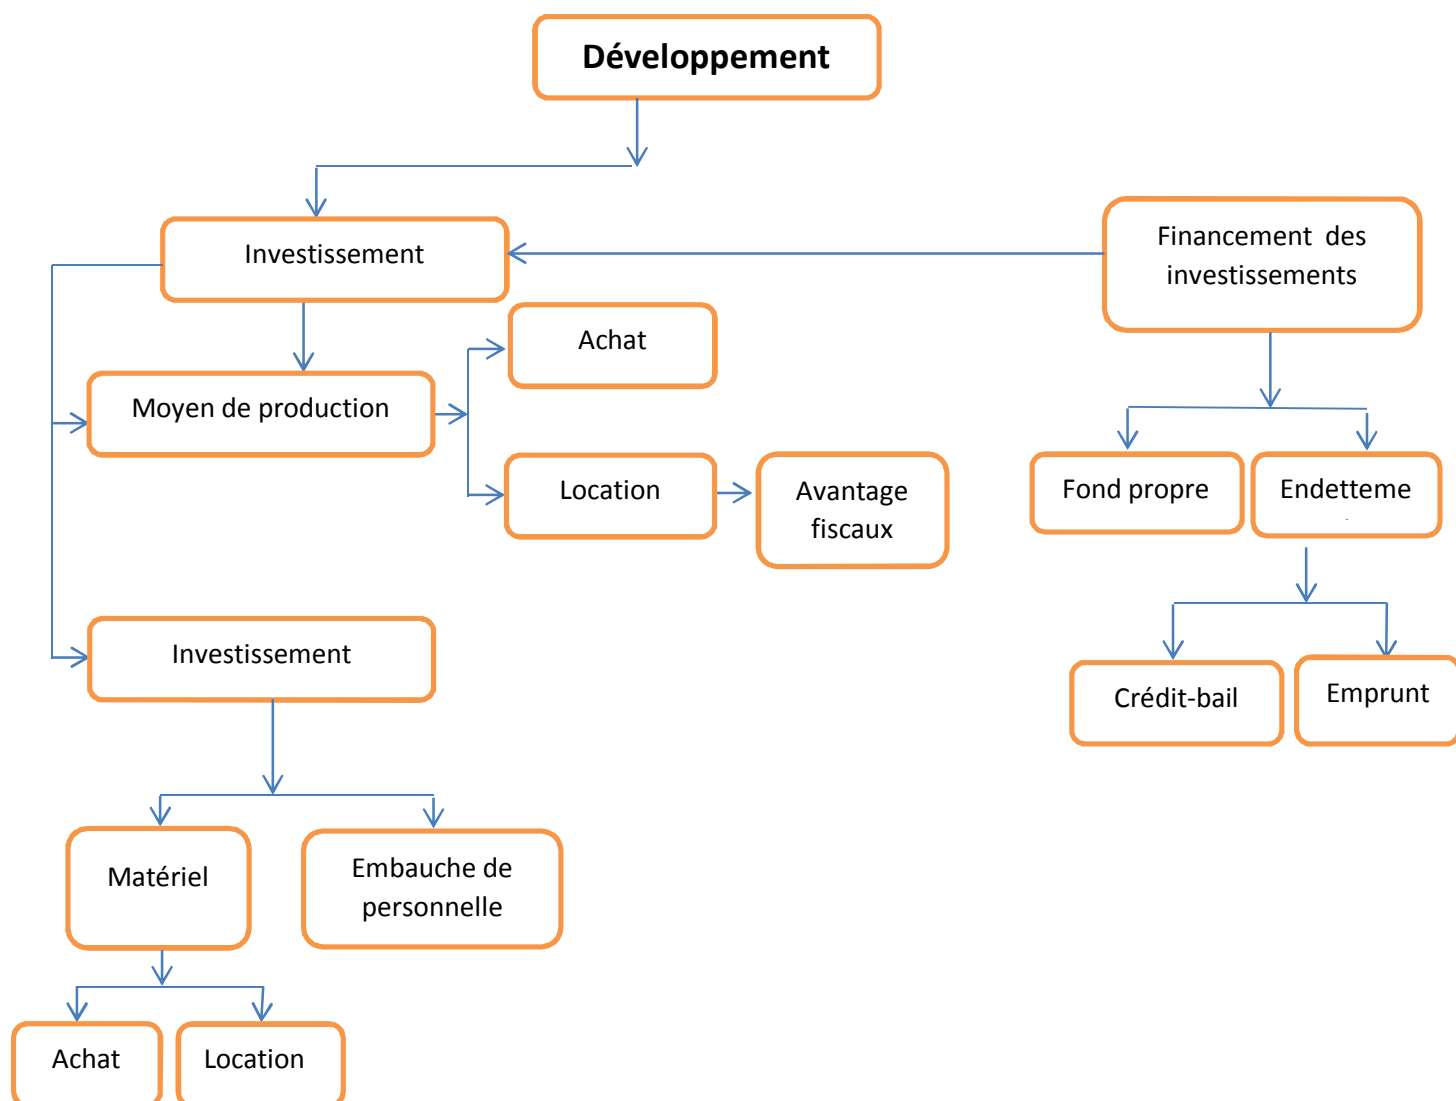 Développement
Investissement
Financement des
investissements
Achat
Moyen de production
Location
Avantage
fiscaux
Fond propre
Endetteme
Investissement
Crédit-bail
Emprunt
Matériel
Embauche de
personnelle
Achat
Location